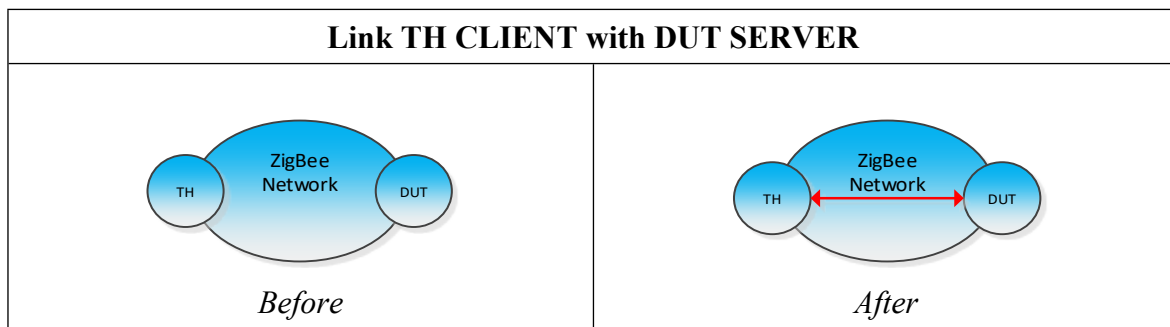 Link TH CLIENT with DUT SERVER
ZigBee
Network
TH
DUT
Before
ZigBee
Network
TH
DUT
After